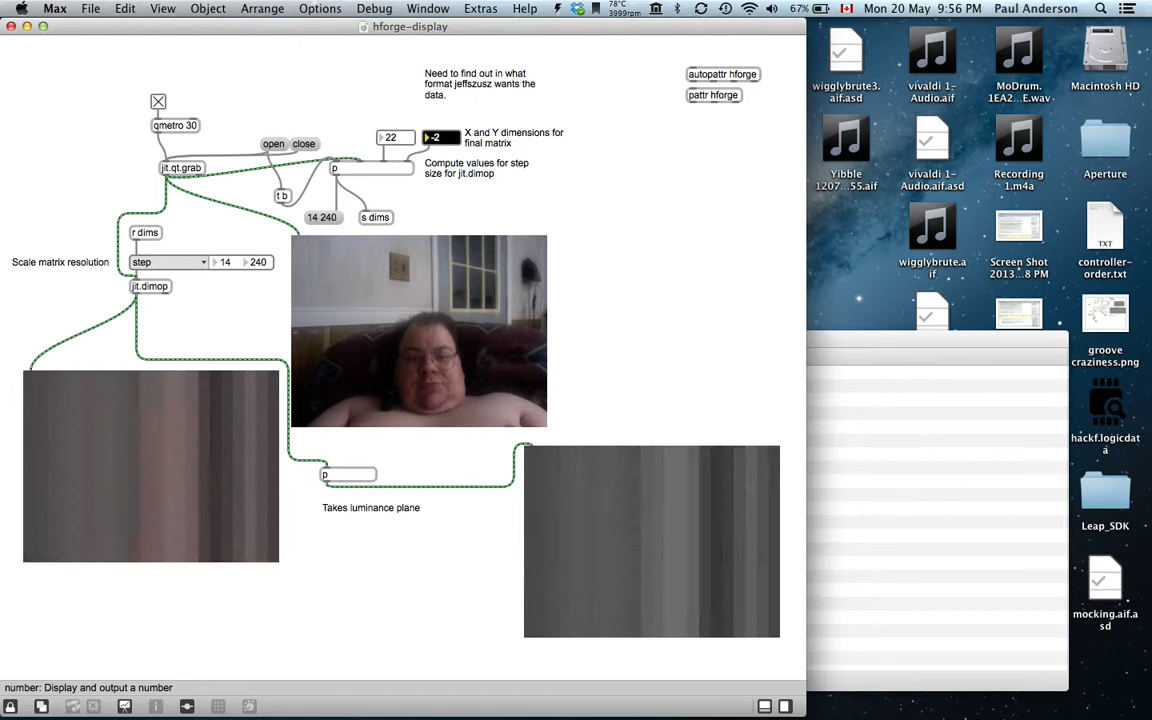 Max File Edit View Object Arrange Options Debug Window Extras Help 78°C 3999rpm 67% Mon 20 May 9:56 PM Paul Anderson
hforge-display
Need to find out in what
format jeffszusz wants the
data.
autopattr hforge
pattr hforge
qmetro 30
open close
22 -2
X and Y dimensions for
final matrix
jit.qt.grab
p
Compute values for step
size for jit.dimop
t b
14 240
s dims
r dims
Scale matrix resolution
step 14 240
jit.dimop
p
Takes luminance plane
number: Display and output a number
wigglybrute3.
aif.asd
vivaldi 1-
Audio.aif
MoDrum.
1EA2...E.wav
Macintosh HD
Yibble
1207...55.aif
vivaldi 1-
Audio.aif.asd
Recording
1.m4a
Aperture
wigglybrute.a
if
Screen Shot
2013...8 PM
TXT
controller-
order.txt
groove
craziness.png
hackf.logicdat
a
Leap_SDK
mocking.aif.a
sd